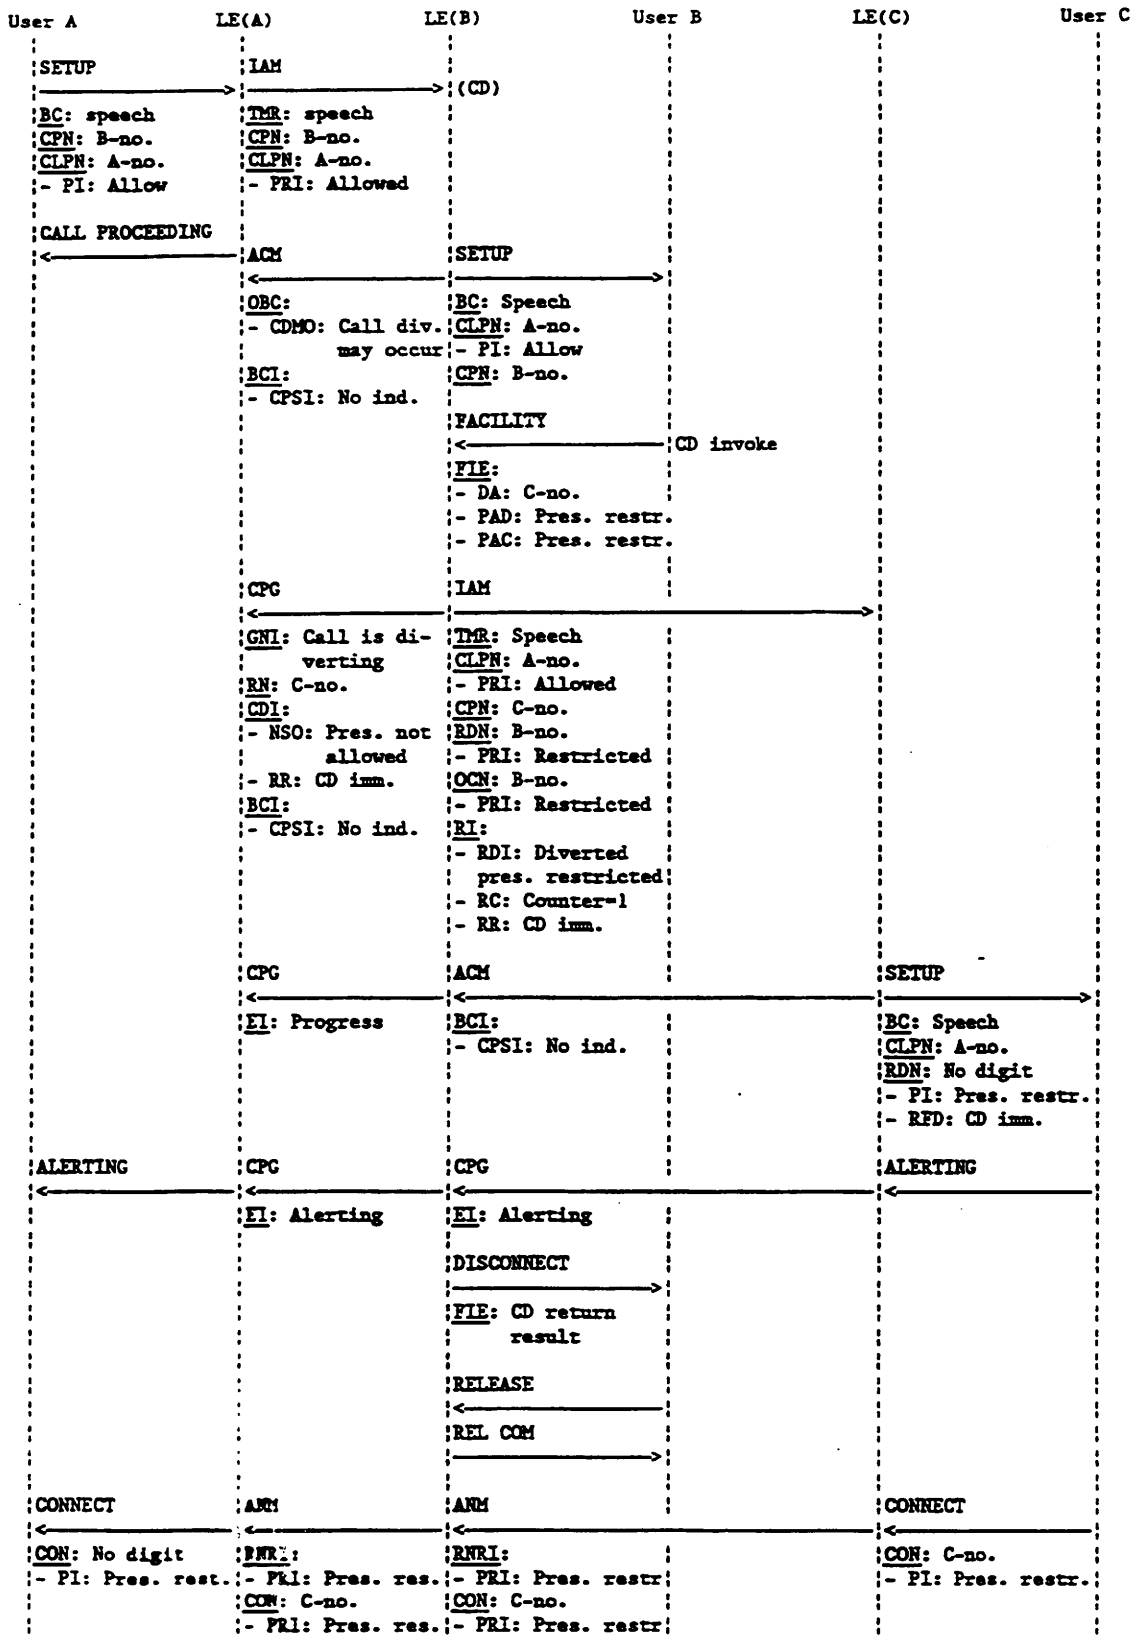 User A LE(A) LE(B) User B LE(C) User C
SETUP IAM
(CD)
BC: speech TMR: speech
CPN: B-no. CPN: B-no.
CLPN: A-no. CLPN: A-no.
- PI: Allow - PRI: Allowed
CALL PROCEEDING
ACM SETUP
OBC: BC: Speech
- CDMO: Call div. CLPN: A-no.
may occur - PI: Allow
BCI: CPN: B-no.
- CPSI: No ind.
FACILITY
CD invoke
FIE:
- DA: C-no.
- PAD: Pres. restr.
- PAC: Pres. restr.
CPG IAM
GNI: Call is di- TMR: Speech
verting CLPN: A-no.
RN: C-no. - PRI: Allowed
CDI: CPN: C-no.
- NSO: Pres. not RDN: B-no.
allowed - PRI: Restricted
- RR: CD imm. OCN: B-no.
BCI: - PRI: Restricted
- CPSI: No ind. RI:
- RDI: Diverted
pres. restricted
- RC: Counter=1
- RR: CD imm.
CPG ACM SETUP
EI: Progress BCI: BC: Speech
- CPSI: No ind. CLPN: A-no.
RDN: No digit
- PI: Pres. restr.
- RFD: CD imm.
ALERTING CPG CPG ALERTING
EI: Alerting EI: Alerting
DISCONNECT
FIE: CD return
result
RELEASE
REL COM
CONNECT ANM ANM CONNECT
CON: No digit RNRI: RNRI: CON: C-no.
- PI: Pres. rest. - PRI: Pres. res. - PRI: Pres. restr - PI: Pres. restr.
CON: C-no. CON: C-no.
- PRI: Pres. res. - PRI: Pres. restr